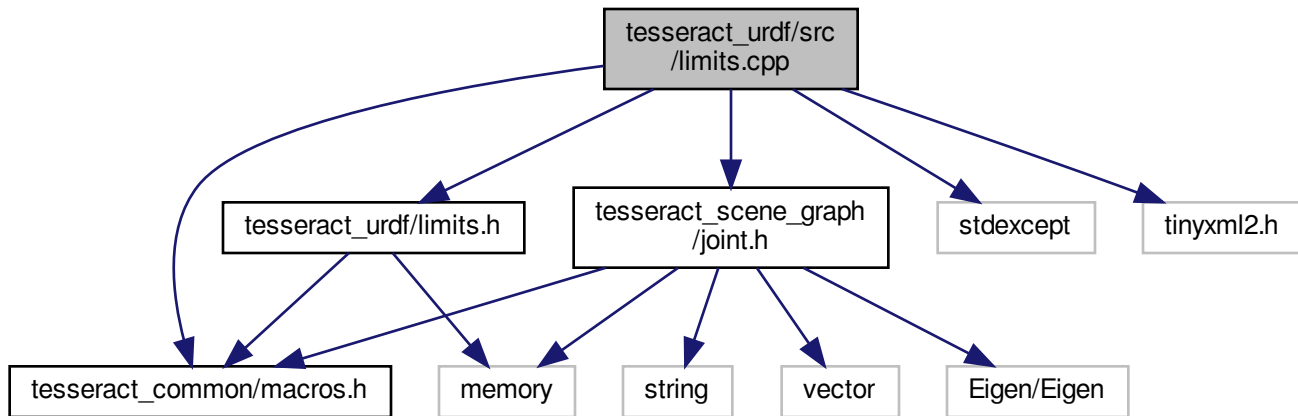 tesseract_urdf/src
/limits.cpp
tesseract_urdf/limits.h
tesseract_scene_graph
/joint.h
stdexcept
tinyxml2.h
tesseract_common/macros.h
memory
string
vector
Eigen/Eigen